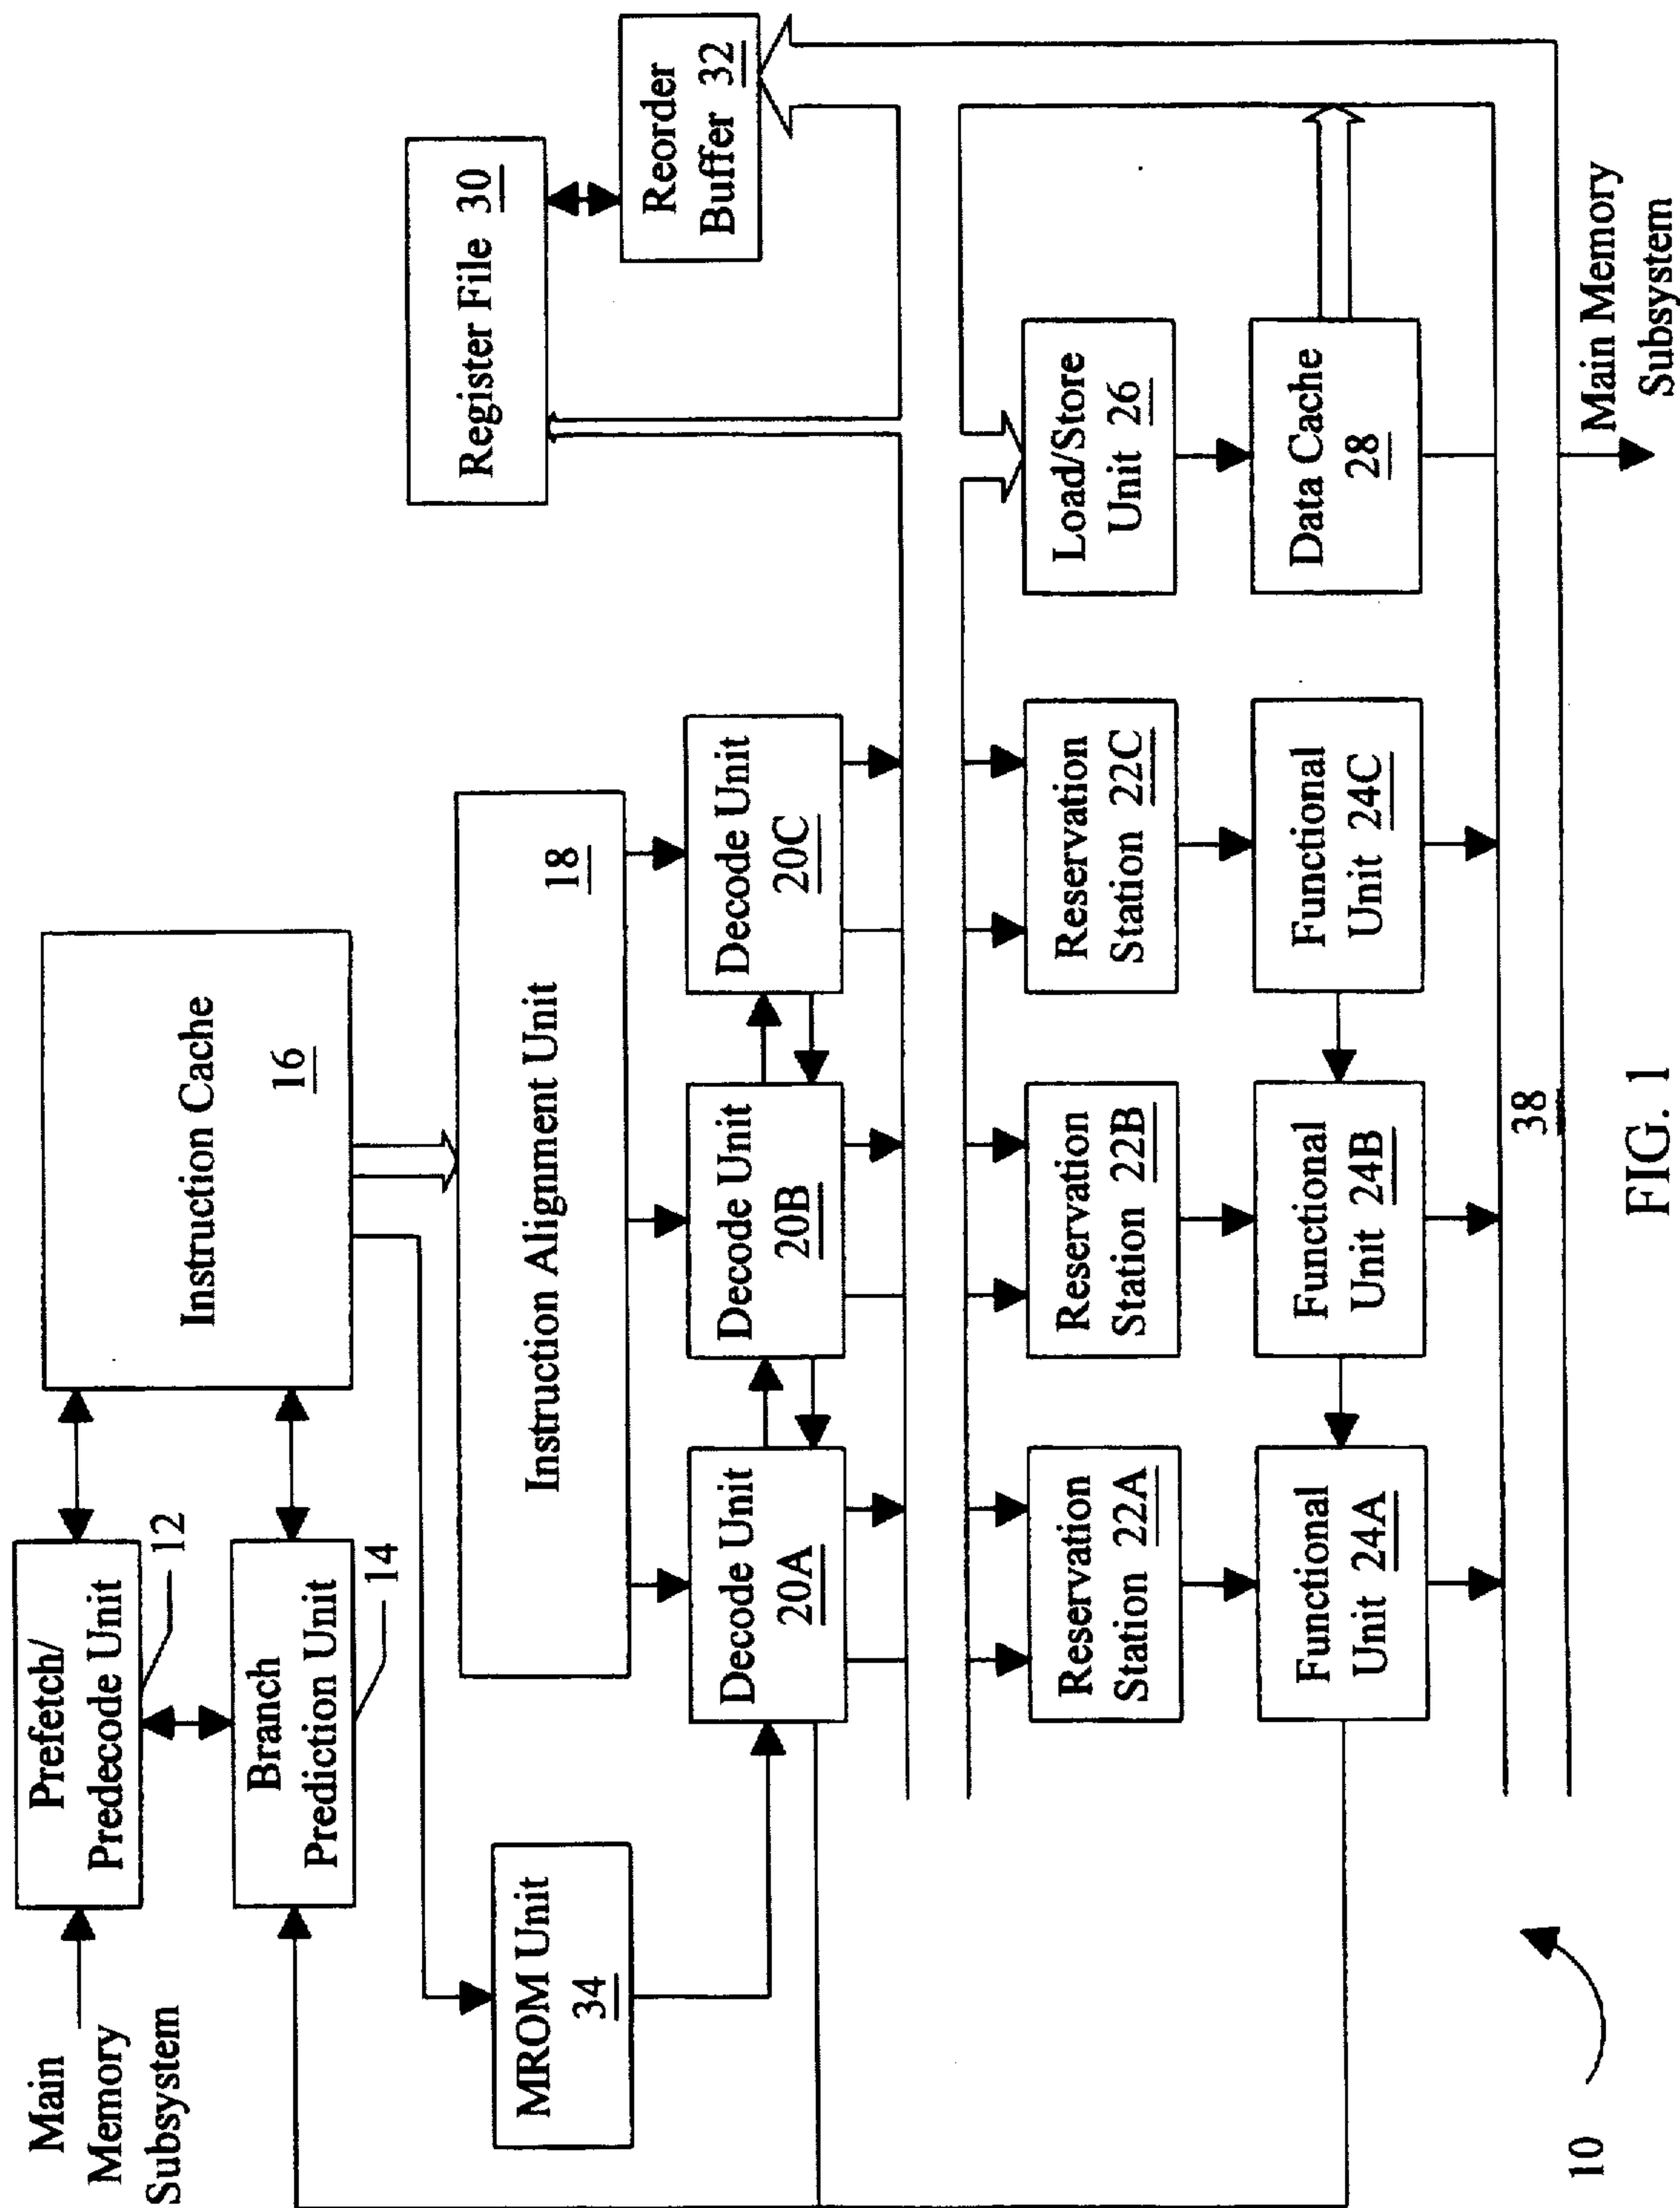 Main
Memory
Subsystem
Prefetch/
Predecode Unit
12
Branch
Prediction Unit
14
Instruction Cache
16
MROM Unit
34
Instruction Alignment Unit
18
Decode Unit
20A
Decode Unit
20B
Decode Unit
20C
Register File 30
Reorder
Buffer 32
Reservation
Station 22A
Reservation
Station 22B
Reservation
Station 22C
Load/Store
Unit 26
Functional
Unit 24A
Functional
Unit 24B
Functional
Unit 24C
Data Cache
28
38
Main Memory
Subsystem
10
FIG. 1